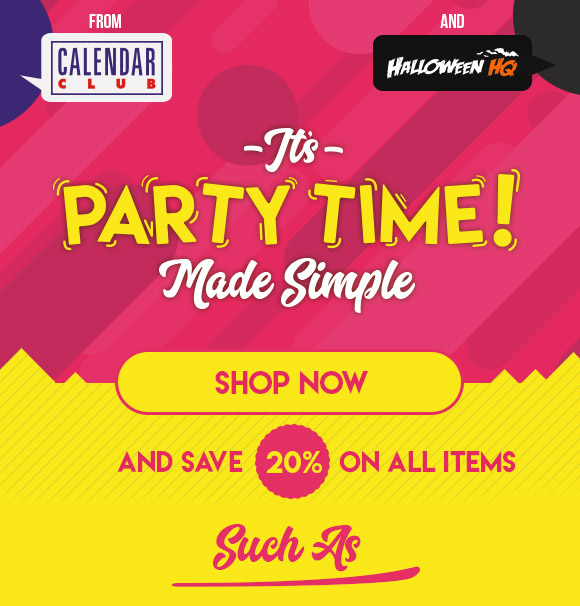 FROM
CALENDAR
CLUB
AND
HALLOWEEN HQ
-It's-
PARTY TIME!
Made Simple
SHOP NOW
AND SAVE 20% ON ALL ITEMS
Such As